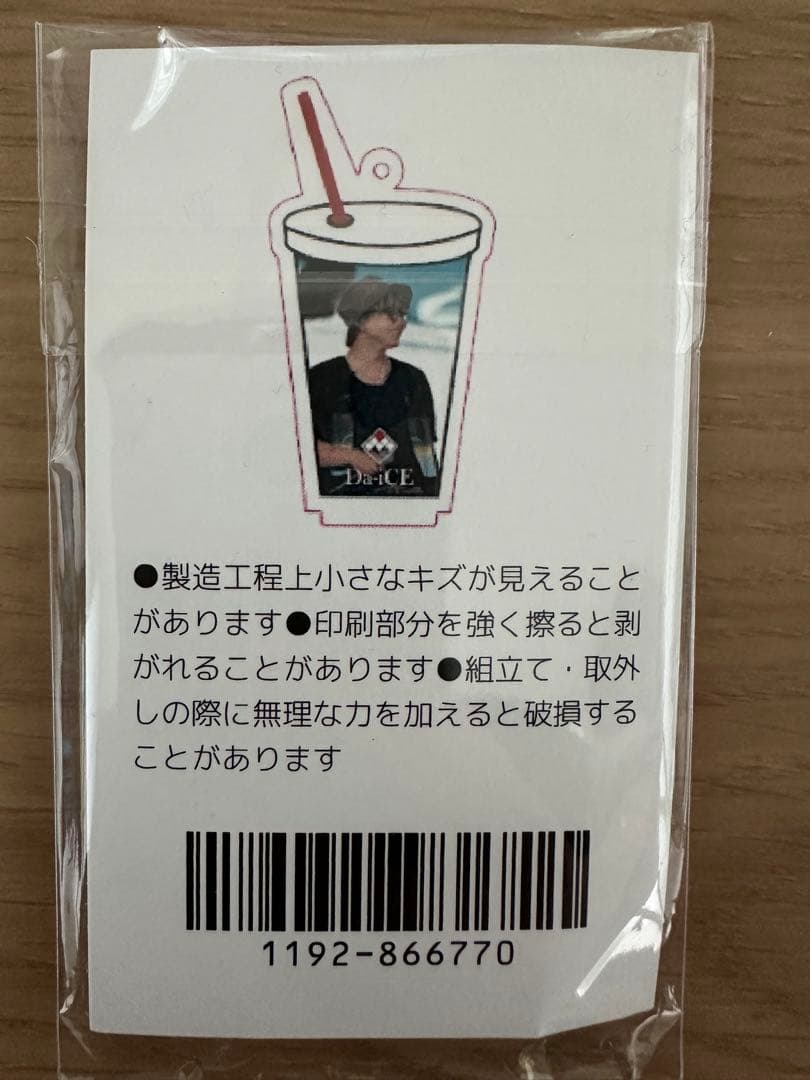 Da-iCE
●製造工程上小さなキズが見えること
があります●印刷部分を強く擦ると剥
がれることがあります●組立て・取外
しの際に無理な力を加えると破損する
ことがあります
1192-866770